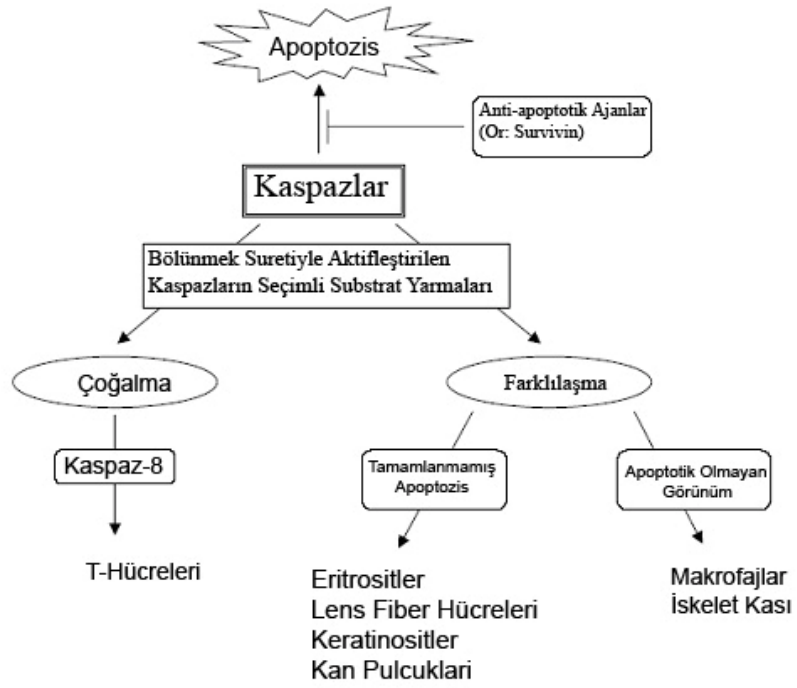 Apoptozis
Anti-apoptotik Ajanlar
(Or: Survivin)
Kaspazlar
Bölünmek Suretiyle Aktifleştirilen
Kaspazların Seçimli Substrat Yarmaları
Çoğalma
Farklılaşma
Kaspaz-8
Tamamlanmamış
Apoptozis
Apoptotik Olmayan
Görünüm
T-Hücreleri
Eritrositler
Lens Fiber Hücreleri
Keratinositler
Kan Pulcuklari
Makrofajlar
İskelet Kası